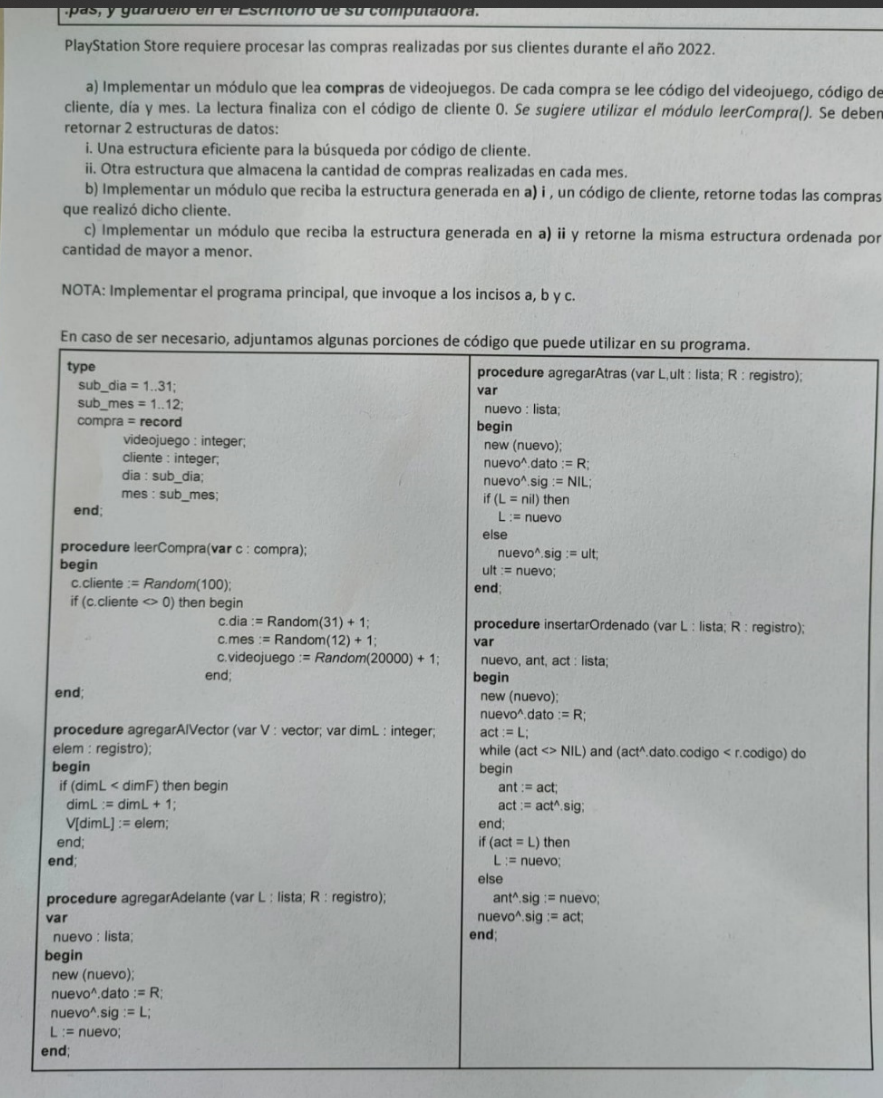 .pas, y guárdelo en el Escritorio de su computadora.
PlayStation Store requiere procesar las compras realizadas por sus clientes durante el año 2022.
a) Implementar un módulo que lea compras de videojuegos. De cada compra se lee código del videojuego, código de
cliente, día y mes. La lectura finaliza con el código de cliente 0. Se sugiere utilizar el módulo leerCompra(). Se deben
retornar 2 estructuras de datos:
i. Una estructura eficiente para la búsqueda por código de cliente.
ii. Otra estructura que almacena la cantidad de compras realizadas en cada mes.
b) Implementar un módulo que reciba la estructura generada en a) i , un código de cliente, retorne todas las compras
que realizó dicho cliente.
c) Implementar un módulo que reciba la estructura generada en a) ii y retorne la misma estructura ordenada por
cantidad de mayor a menor.
NOTA: Implementar el programa principal, que invoque a los incisos a, b y c.
En caso de ser necesario, adjuntamos algunas porciones de código que puede utilizar en su programa.
type
sub_dia = 1..31;
sub_mes = 1..12;
compra = record
videojuego : integer;
cliente : integer;
dia : sub_dia;
mes : sub_mes;
end;
procedure leerCompra(var c : compra);
begin
c.cliente := Random(100);
if (c.cliente <> 0) then begin
c.dia := Random(31) + 1;
c.mes := Random(12) + 1;
c.videojuego := Random(20000) + 1;
end;
end;
procedure agregarAlVector (var V : vector; var dimL : integer;
elem : registro);
begin
if (dimL < dimF) then begin
dimL := dimL + 1;
V[dimL] := elem;
end;
end;
procedure agregarAdelante (var L : lista; R : registro);
var
nuevo : lista;
begin
new (nuevo);
nuevo^.dato := R;
nuevo^.sig := L;
L := nuevo;
end;
procedure agregarAtras (var L,ult : lista; R : registro);
var
nuevo : lista;
begin
new (nuevo);
nuevo^.dato := R;
nuevo^.sig := NIL;
if (L = nil) then
L := nuevo
else
nuevo^.sig := ult;
ult := nuevo;
end;
procedure insertarOrdenado (var L : lista; R : registro);
var
nuevo, ant, act : lista;
begin
new (nuevo);
nuevo^.dato := R;
act := L;
while (act <> NIL) and (act^.dato.codigo < r.codigo) do
begin
ant := act;
act := act^.sig;
end;
if (act = L) then
L := nuevo;
else
ant^.sig := nuevo;
nuevo^.sig := act;
end;